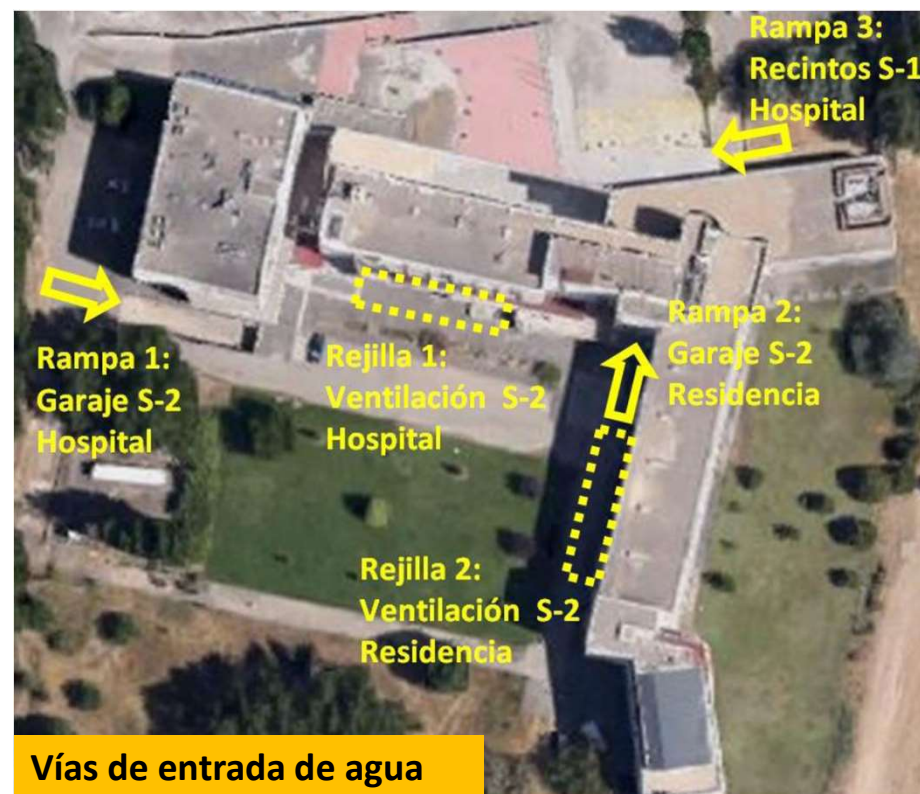 Rampa 3:
Recintos S-1
Hospital
Rampa 1:
Garaje S-2
Hospital
Rejilla 1:
Ventilación S-2
Hospital
Rampa 2:
Garaje S-2
Residencia
Rejilla 2:
Ventilación S-2
Residencia
Vías de entrada de agua